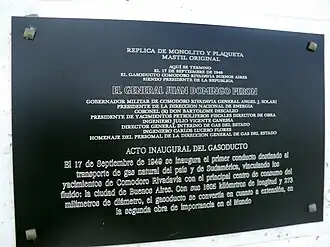 REPLICA DE MONOLITO Y PLAQUETA
MASTIL ORIGINAL
AQUI SE TERMINO
EL 17 DE SEPTIEMBRE DE 1949
EL GASODUCTO COMODORO RIVADAVIA BUENOS AIRES
SIENDO PRESIDENTE DE LA REPUBLICA
EL GENERAL JUAN DOMINGO PERON
GOBERNADOR MILITAR DE COMODORO RIVADAVIA GENERAL ANGEL J. SOLARI
PRESIDENTE DE LA DIRECCION NACIONAL DE ENERGIA
CORONEL (R) DON BARTOLOME DESCALZO
PRESIDENTE DE YACIMIENTOS PETROLIFEROS FISCALES DIRECTOR DE OBRA
INGENIERO JULIO VICENTE CANESSA
DIRECTOR GENERAL INTERINO DE GAS DEL ESTADO
INGENIERO CARLOS LUCERO FLORES
HOMENAJE DEL PERSONAL DE LA DIRECCION GENERAL DE GAS DEL ESTADO
ACTO INAUGURAL DEL GASODUCTO
El 17 de Septiembre de 1949 se inaugura el primer conducto destinado al
transporte de gas natural del país y de Sudamérica, vinculando los
yacimientos de Comodoro Rivadavia con el principal centro de consumo del
fluido: la ciudad de Buenos Aires. Con sus 1605 kilómetros de longitud y 273
milímetros de diámetro, el gasoducto se convertía en cuanto a extensión, en
la segunda obra de importancia en el Mundo